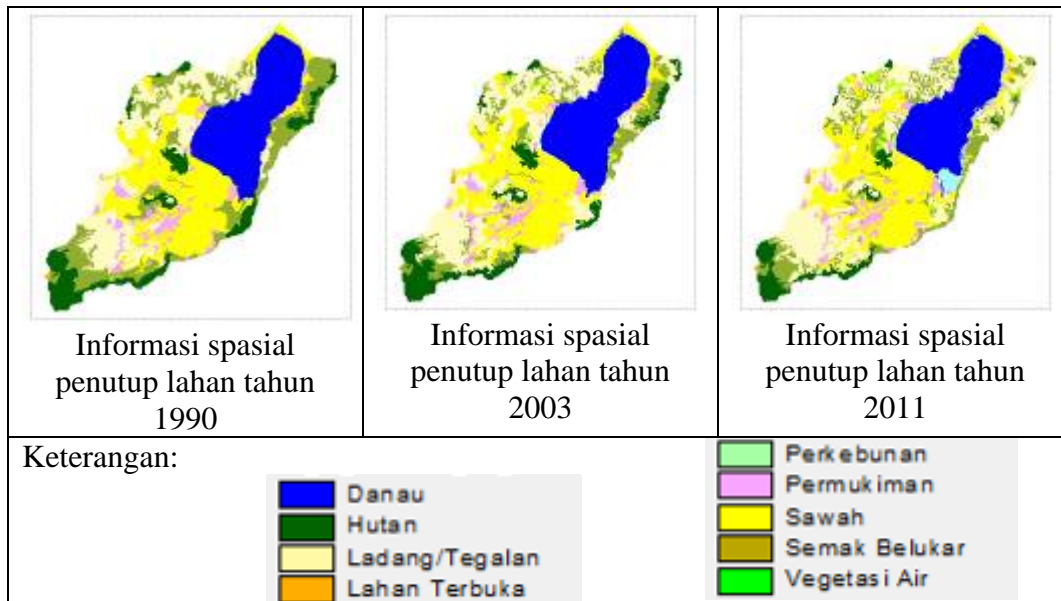 Informasi spasial
penutup lahan tahun
1990
Informasi spasial
penutup lahan tahun
2003
Informasi spasial
penutup lahan tahun
2011
Keterangan:
Danau
Hutan
Ladang/Tegalan
Lahan Terbuka
Perkebunan
Permukiman
Sawah
Semak Belukar
Vegetasi Air